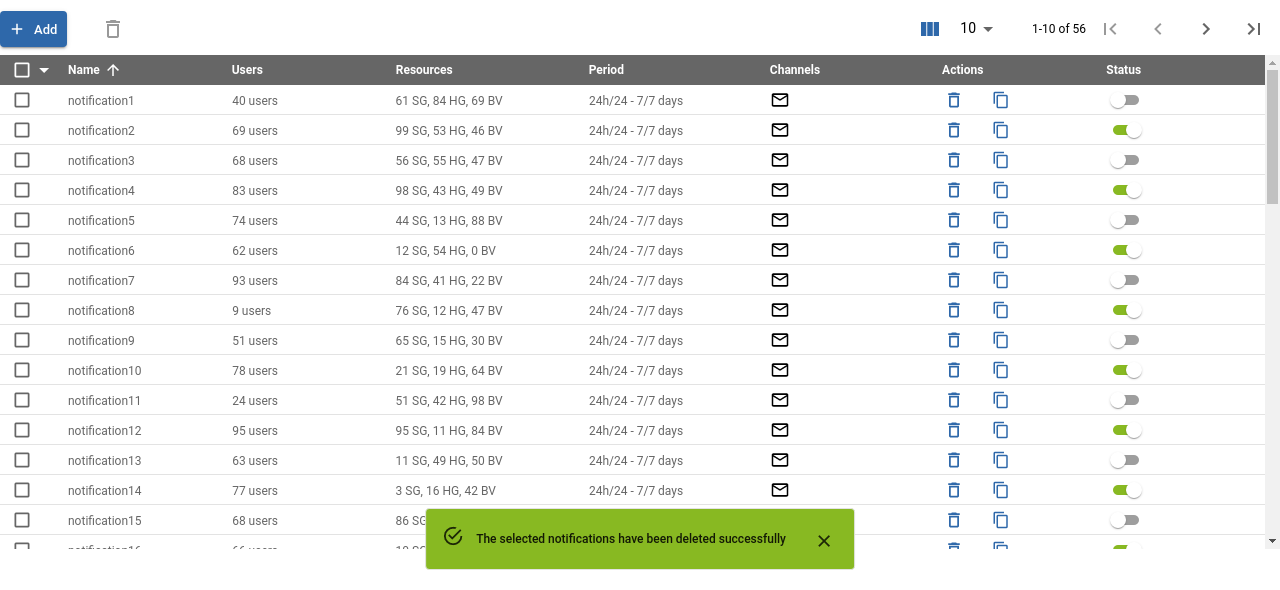 Add
10
1-10 of 56
Name Users Resources Period Channels Actions Status
notification1 40 users 61 SG, 84 HG, 69 BV 24h/24 - 7/7 days
notification2 69 users 99 SG, 53 HG, 46 BV 24h/24 - 7/7 days
notification3 68 users 56 SG, 55 HG, 47 BV 24h/24 - 7/7 days
notification4 83 users 98 SG, 43 HG, 49 BV 24h/24 - 7/7 days
notification5 74 users 44 SG, 13 HG, 88 BV 24h/24 - 7/7 days
notification6 62 users 12 SG, 54 HG, 0 BV 24h/24 - 7/7 days
notification7 93 users 84 SG, 41 HG, 22 BV 24h/24 - 7/7 days
notification8 9 users 76 SG, 12 HG, 47 BV 24h/24 - 7/7 days
notification9 51 users 65 SG, 15 HG, 30 BV 24h/24 - 7/7 days
notification10 78 users 21 SG, 19 HG, 64 BV 24h/24 - 7/7 days
notification11 24 users 51 SG, 42 HG, 98 BV 24h/24 - 7/7 days
notification12 95 users 95 SG, 11 HG, 84 BV 24h/24 - 7/7 days
notification13 63 users 11 SG, 49 HG, 50 BV 24h/24 - 7/7 days
notification14 77 users 3 SG, 16 HG, 42 BV 24h/24 - 7/7 days
notification15 68 users 86 SG
The selected notifications have been deleted successfully